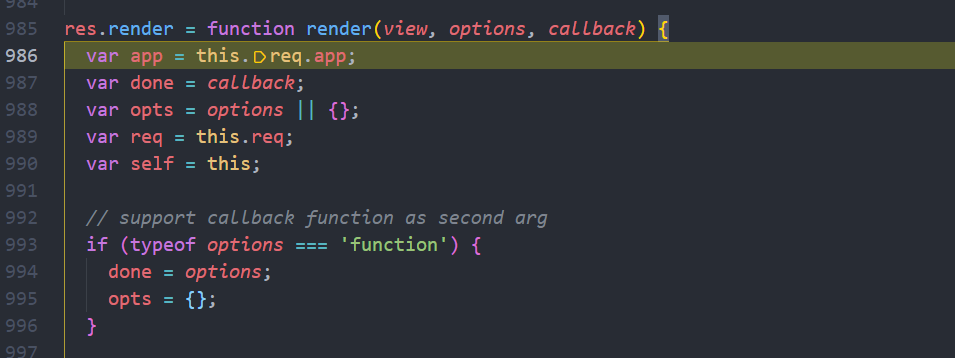 984
985 res.render = function render(view, options, callback) {
986   var app = this.req.app;
987   var done = callback;
988   var opts = options || {};
989   var req = this.req;
990   var self = this;
991
992   // support callback function as second arg
993   if (typeof options === 'function') {
994     done = options;
995     opts = {};
996   }
997